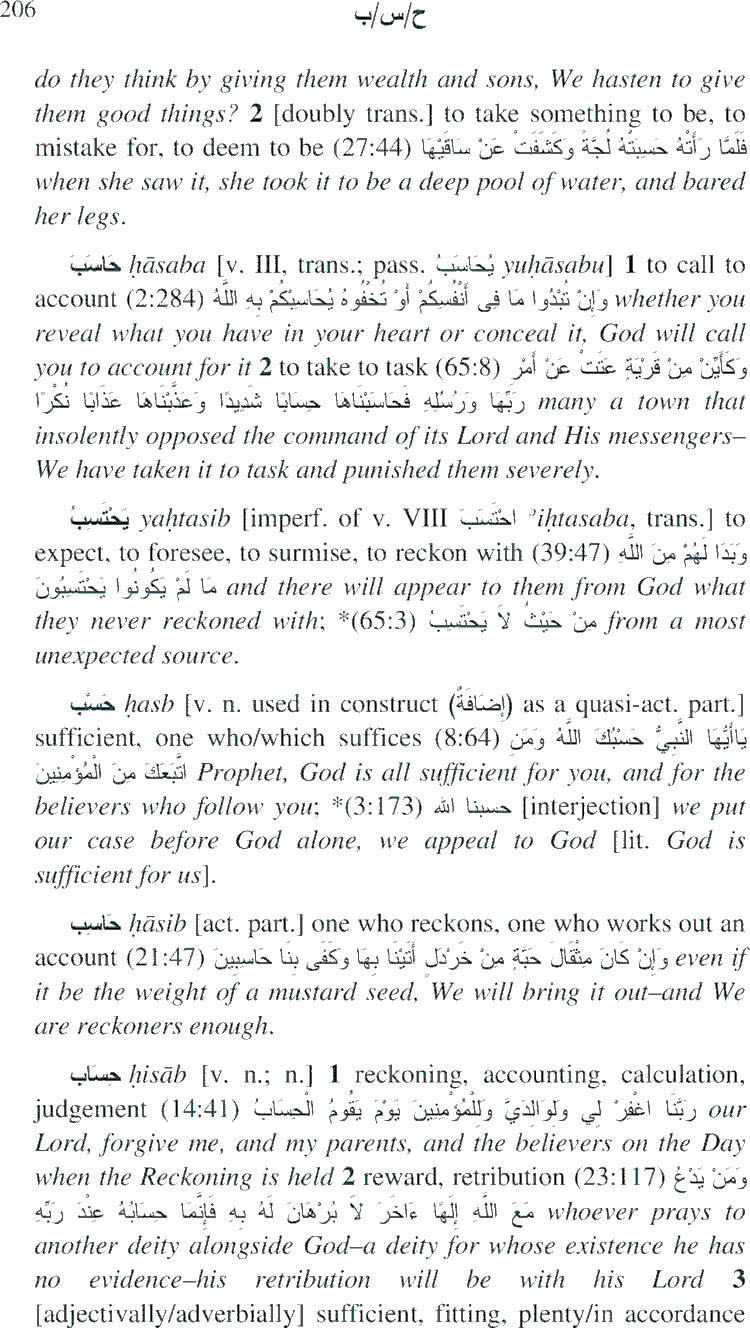 206
ح/س/ب
do they think by giving them wealth and sons, We hasten to give
them good things? 2 [doubly trans.] to take something to be, to
mistake for, to deem to be (27:44) فَلَمَّا رَأَتْهُ حَسِبَتْهُ لُجَّةً وَكَشَفَتْ عَنْ سَاقَيْهَا
when she saw it, she took it to be a deep pool of water, and bared
her legs.
حَاسَبَ ḥāsaba [v. III, trans.; pass. يُحَاسَبُ yuḥāsabu] 1 to call to
account (2:284) وَإِنْ تُبْدُوا مَا فِى أَنْفُسِكُمْ أَوْ تُخْفُوهُ يُحَاسِبْكُمْ بِهِ اللَّهُ whether you
reveal what you have in your heart or conceal it, God will call
you to account for it 2 to take to task (65:8) وَكَأَيِّنْ مِنْ قَرْيَةٍ عَتَتْ عَنْ أَمْرِ
رَبِّهَا وَرُسُلِهِ فَحَاسَبْنَاهَا حِسَابًا شَدِيدًا وَعَذَّبْنَاهَا عَذَابًا نُكْرًا many a town that
insolently opposed the command of its Lord and His messengers–
We have taken it to task and punished them severely.
يَحْتَسِبُ yaḥtasib [imperf. of v. VIII احْتَسَبَ ʾiḥtasaba, trans.] to
expect, to foresee, to surmise, to reckon with (39:47) وَبَدَا لَهُمْ مِنَ اللَّهِ
مَا لَمْ يَكُونُوا يَحْتَسِبُونَ and there will appear to them from God what
they never reckoned with; *(65:3) مِنْ حَيْثُ لاَ يَحْتَسِبُ from a most
unexpected source.
حَسْب ḥasb [v. n. used in construct (إِضَافَةٌ) as a quasi-act. part.]
sufficient, one who/which suffices (8:64) يَاأَيُّهَا النَّبِيُّ حَسْبُكَ اللَّهُ وَمَنِ
اتَّبَعَكَ مِنَ الْمُؤْمِنِينَ Prophet, God is all sufficient for you, and for the
believers who follow you; *(3:173) حسبنا الله [interjection] we put
our case before God alone, we appeal to God [lit. God is
sufficient for us].
حَاسِب ḥāsib [act. part.] one who reckons, one who works out an
account (21:47) وَإِنْ كَانَ مِثْقَالَ حَبَّةٍ مِنْ خَرْدَلٍ أَتَيْنَا بِهَا وَكَفَى بِنَا حَاسِبِينَ even if
it be the weight of a mustard seed, We will bring it out–and We
are reckoners enough.
حِسَاب ḥisāb [v. n.; n.] 1 reckoning, accounting, calculation,
judgement (14:41) رَبَّنَا اغْفِرْ لِي وَلِوَالِدَيَّ وَلِلْمُؤْمِنِينَ يَوْمَ يَقُومُ الْحِسَابُ our
Lord, forgive me, and my parents, and the believers on the Day
when the Reckoning is held 2 reward, retribution (23:117) وَمَنْ يَدْعُ
مَعَ اللَّهِ إِلَهًا ءَاخَرَ لاَ بُرْهَانَ لَهُ بِهِ فَإِنَّمَا حِسَابُهُ عِنْدَ رَبِّهِ whoever prays to
another deity alongside God–a deity for whose existence he has
no evidence–his retribution will be with his Lord 3
[adjectivally/adverbially] sufficient, fitting, plenty/in accordance